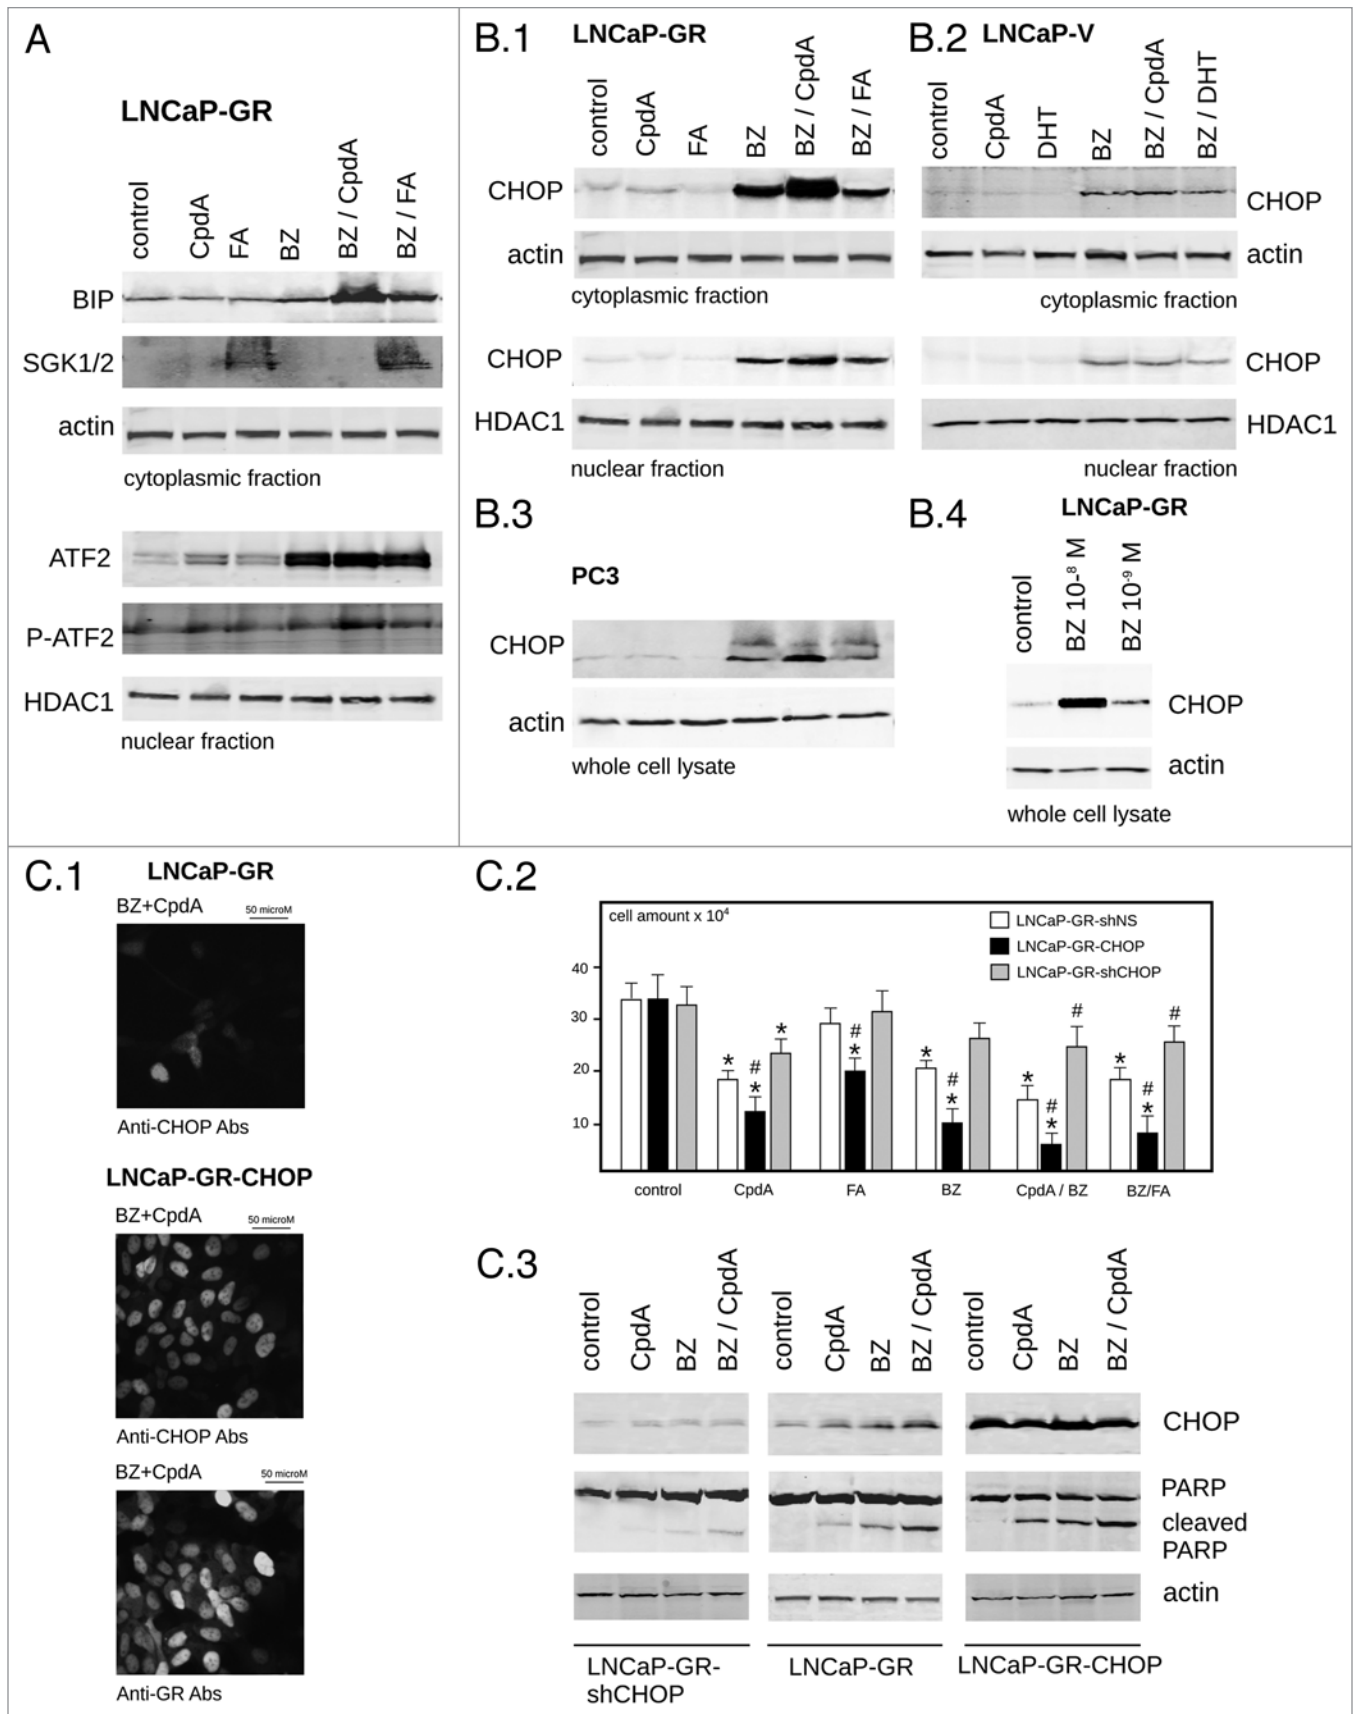 A
LNCaP-GR
control
CpdA
FA
BZ
BZ / CpdA
BZ / FA
BIP
SGK1/2
actin
cytoplasmic fraction
ATF2
P-ATF2
HDAC1
nuclear fraction
B.1
LNCaP-GR
control
CpdA
FA
BZ
BZ / CpdA
BZ / FA
CHOP
actin
cytoplasmic fraction
CHOP
HDAC1
nuclear fraction
B.2
LNCaP-V
control
CpdA
DHT
BZ
BZ / CpdA
BZ / DHT
CHOP
actin
cytoplasmic fraction
CHOP
HDAC1
nuclear fraction
B.3
PC3
CHOP
actin
whole cell lysate
B.4
LNCaP-GR
control
BZ 10-⁸ M
BZ 10⁻⁹ M
CHOP
actin
whole cell lysate
C.1
LNCaP-GR
BZ+CpdA
50 microM
Anti-CHOP Abs
LNCaP-GR-CHOP
BZ+CpdA
50 microM
Anti-CHOP Abs
BZ+CpdA
50 microM
Anti-GR Abs
C.2
cell amount x 10⁴
LNCaP-GR-shNS
LNCaP-GR-CHOP
LNCaP-GR-shCHOP
40
30
20
10
* # * * # * * # * * # * # * # * #
control CpdA FA BZ CpdA / BZ BZ/FA
C.3
control
CpdA
BZ
BZ / CpdA
control
CpdA
BZ
BZ / CpdA
control
CpdA
BZ
BZ / CpdA
CHOP
PARP
cleaved
PARP
actin
LNCaP-GR-
shCHOP
LNCaP-GR
LNCaP-GR-CHOP